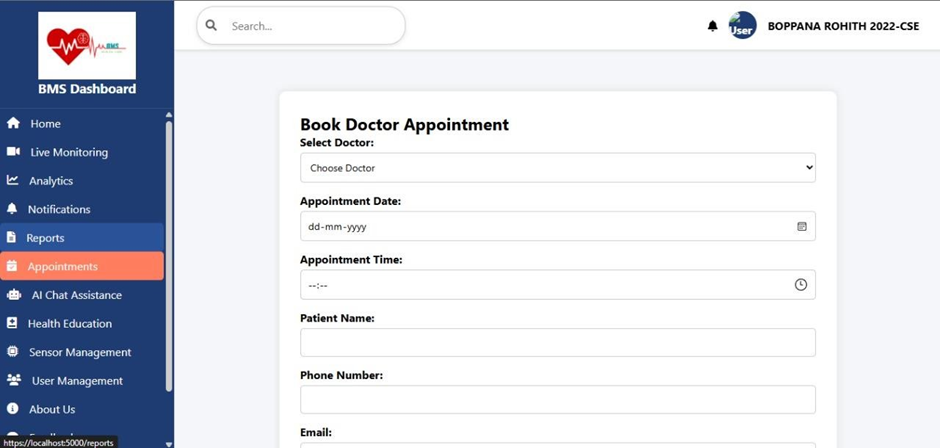 BMS
BMS Dashboard
Home
Live Monitoring
Analytics
Notifications
Reports
Appointments
AI Chat Assistance
Health Education
Sensor Management
User Management
About Us
https://localhost:5000/reports
Search...
User
BOPPANA ROHITH 2022-CSE
Book Doctor Appointment
Select Doctor:
Choose Doctor
Appointment Date:
dd-mm-yyyy
Appointment Time:
--:--
Patient Name:
Phone Number:
Email: